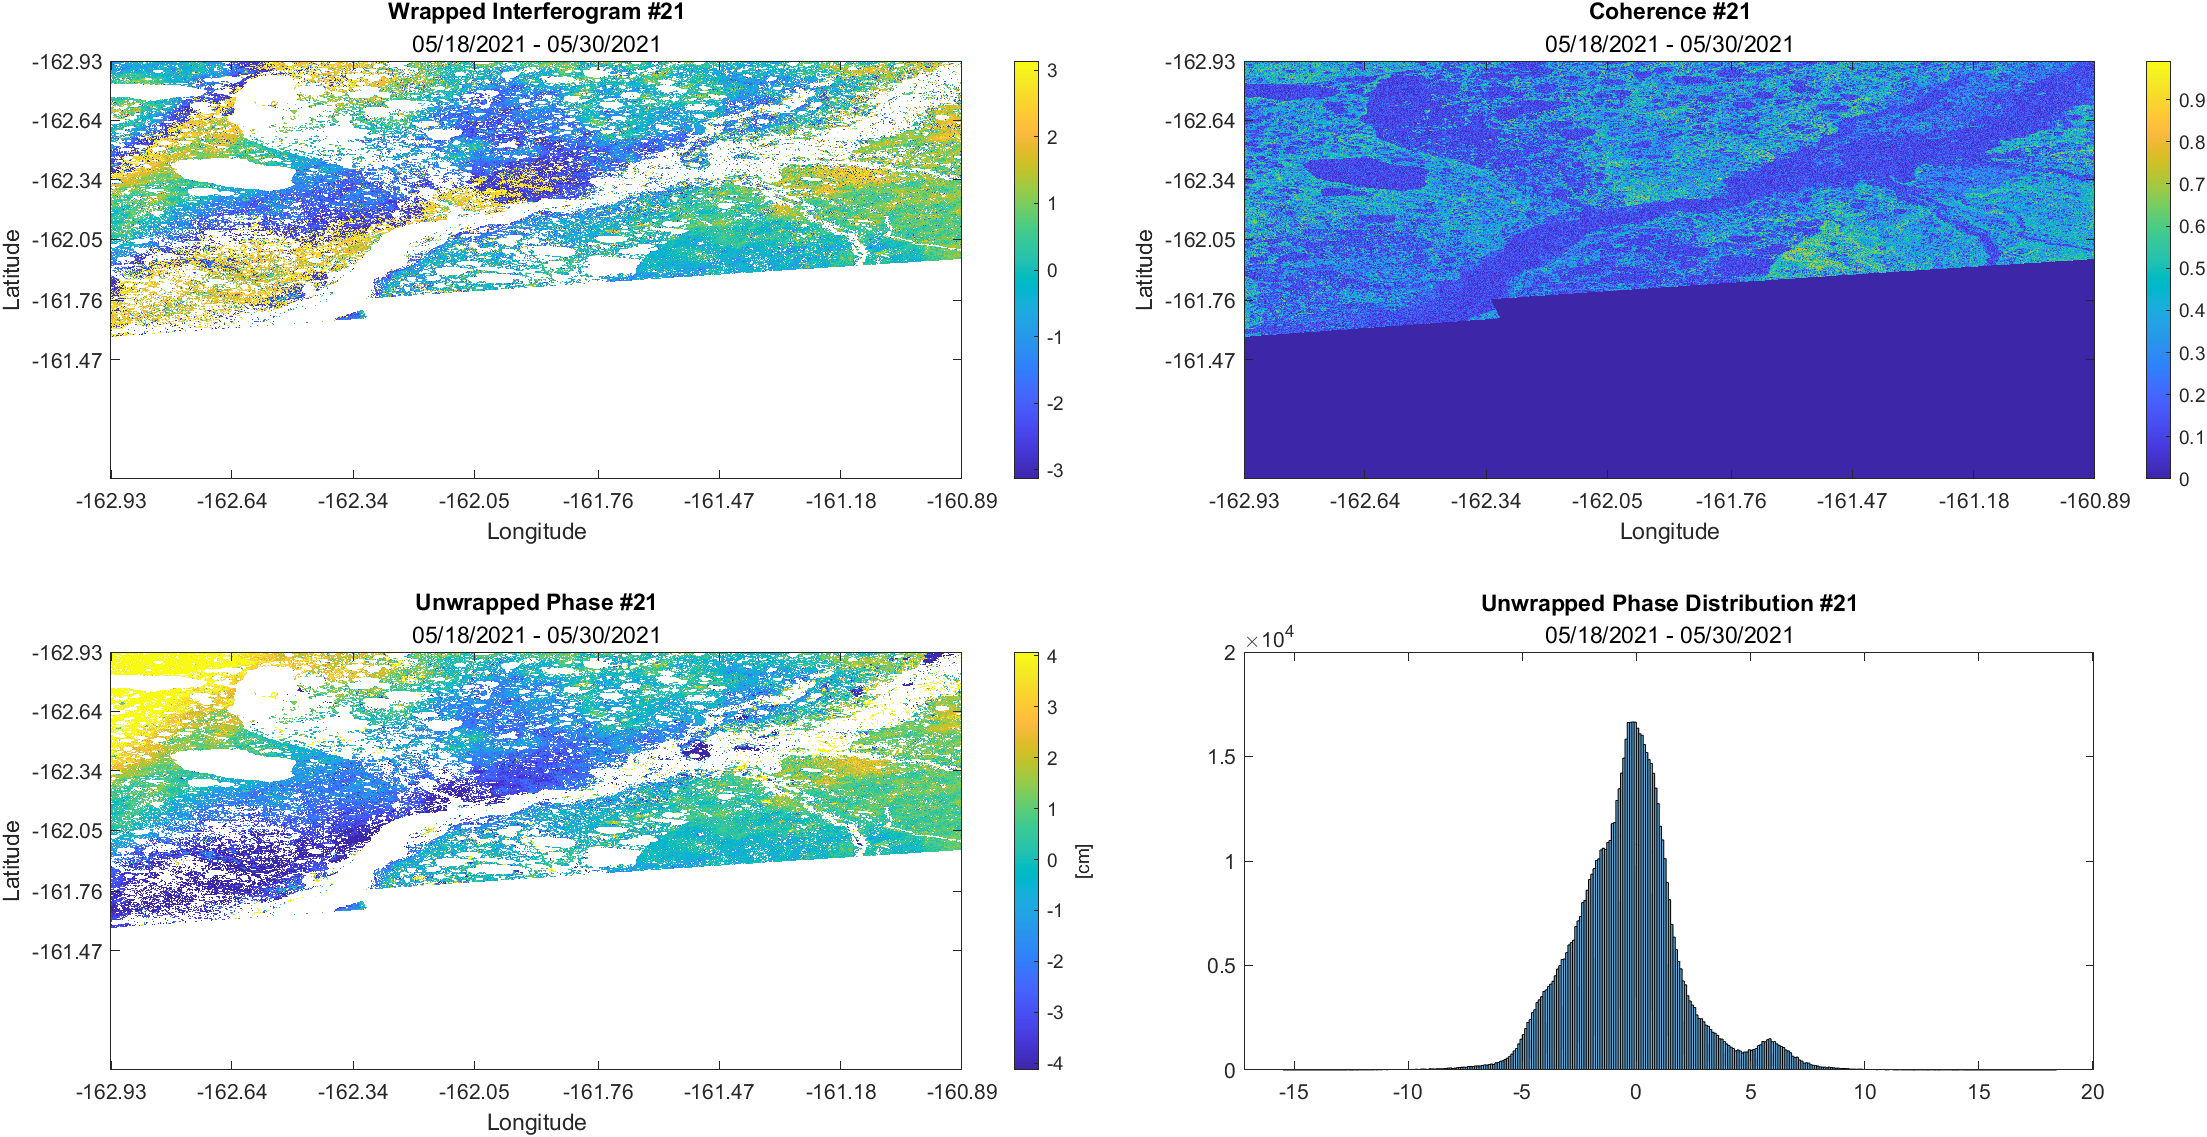 Wrapped Interferogram #21
05/18/2021 - 05/30/2021
-162.93
-162.64
-162.34
-162.05
-161.76
-161.47
Latitude
-162.93 -162.64 -162.34 -162.05 -161.76 -161.47 -161.18 -160.89
Longitude
3
2
1
0
-1
-2
-3
Coherence #21
05/18/2021 - 05/30/2021
-162.93
-162.64
-162.34
-162.05
-161.76
-161.47
Latitude
-162.93 -162.64 -162.34 -162.05 -161.76 -161.47 -161.18 -160.89
Longitude
0.9
0.8
0.7
0.6
0.5
0.4
0.3
0.2
0.1
0
Unwrapped Phase #21
05/18/2021 - 05/30/2021
-162.93
-162.64
-162.34
-162.05
-161.76
-161.47
Latitude
-162.93 -162.64 -162.34 -162.05 -161.76 -161.47 -161.18 -160.89
Longitude
4
3
2
1
0
-1
-2
-3
-4
[cm]
Unwrapped Phase Distribution #21
05/18/2021 - 05/30/2021
×10⁴
2
1.5
1
0.5
0
-15 -10 -5 0 5 10 15 20